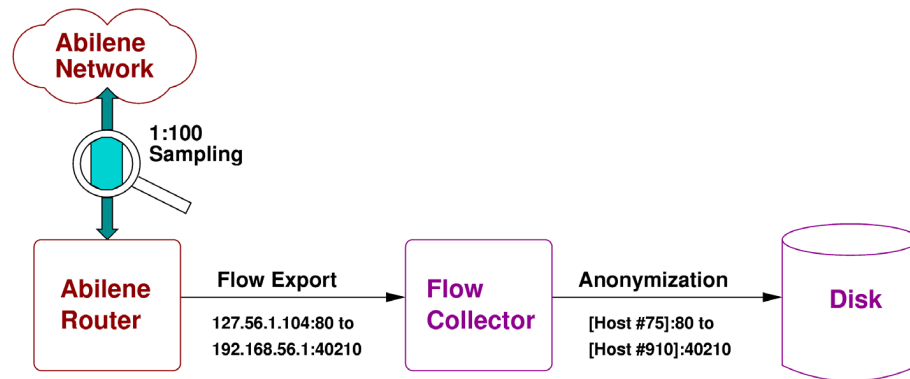 Abilene
Network
1:100
Sampling
Abilene
Router
Flow Export
127.56.1.104:80 to
192.168.56.1:40210
Flow
Collector
Anonymization
[Host #75]:80 to
[Host #910]:40210
Disk